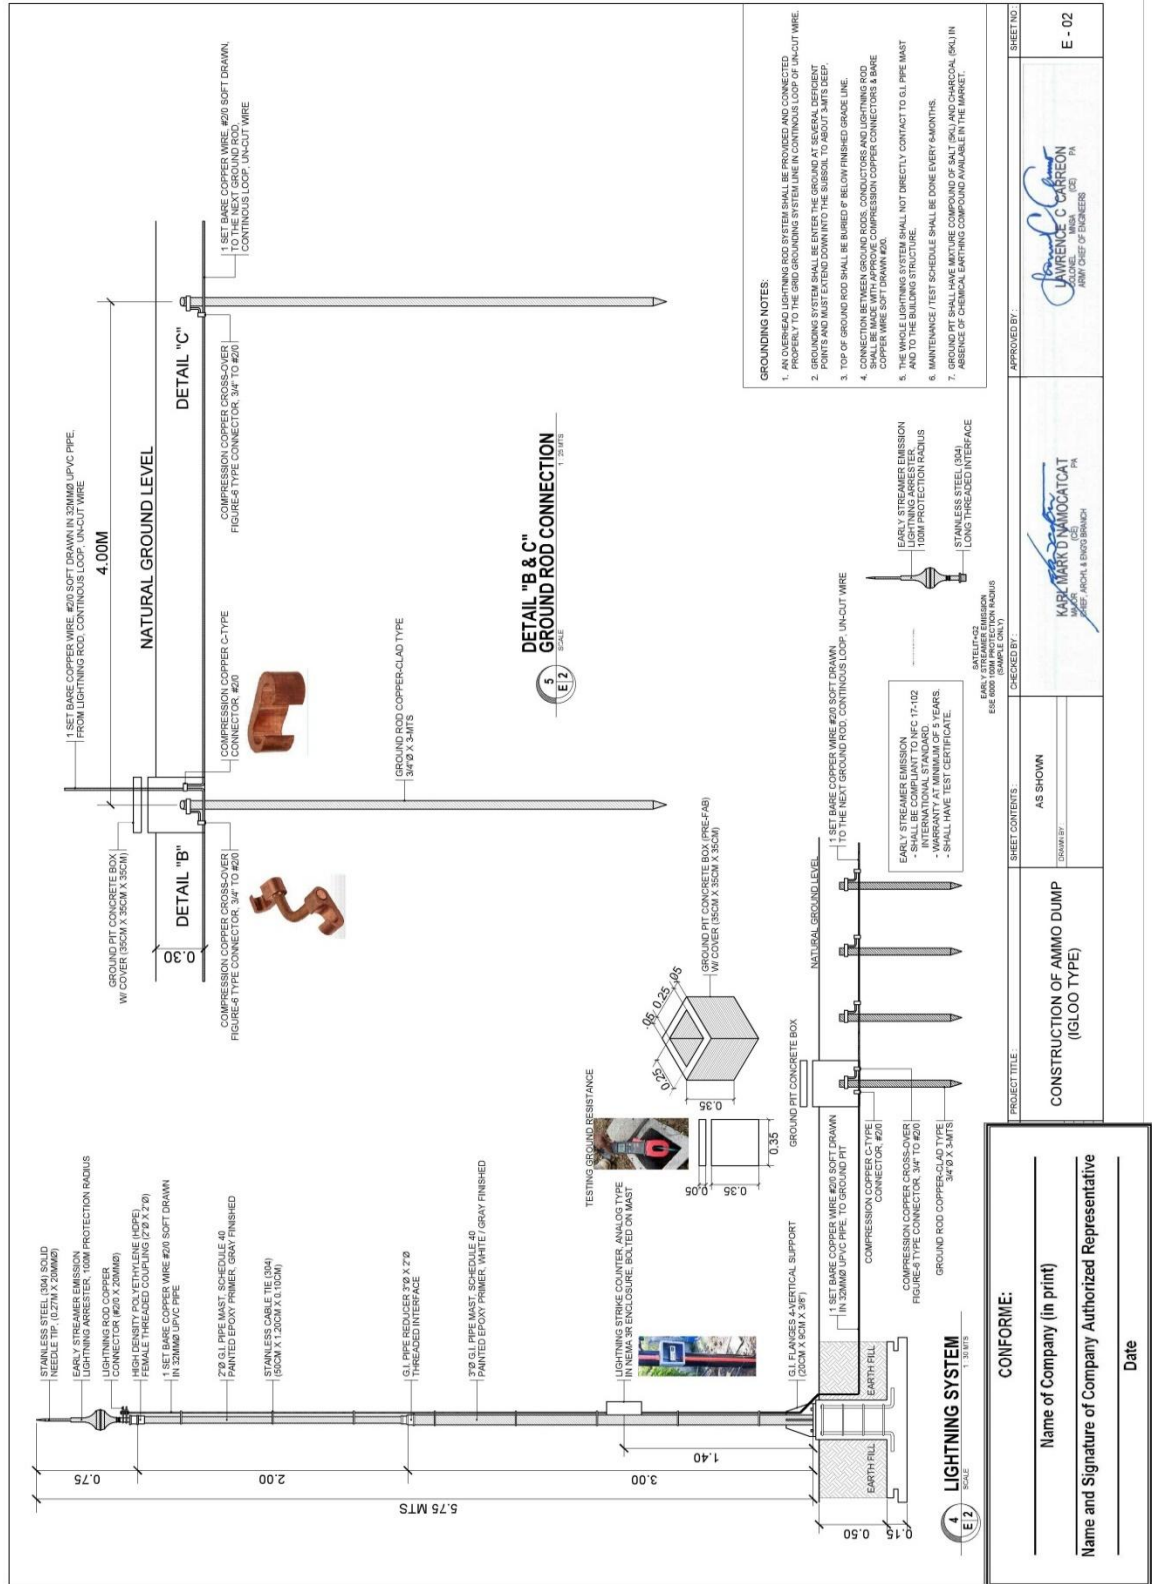 STAINLESS STEEL (304) SOLID
NEEDLE TIP, (0.27M X 20MMØ)
EARLY STREAMER EMISSION
LIGHTNING ARRESTER, 100M PROTECTION RADIUS
LIGHTNING ROD COPPER
CONNECTOR (#2/0 X 20MMØ)
HIGH DENSITY POLYETHYLENE (HDPE)
FEMALE THREADED COUPLING (2"Ø X 2"Ø)
1 SET BARE COPPER WIRE #2/0 SOFT DRAWN
IN 32MMØ UPVC PIPE
2"Ø G.I. PIPE MAST, SCHEDULE 40
PAINTED EPOXY PRIMER, GRAY FINISHED
STAINLESS CABLE TIE (304)
(50CM X 1.20CM X 0.10CM)
G.I. PIPE REDUCER 3"Ø X 2"Ø
THREADED INTERFACE
3"Ø G.I. PIPE MAST, SCHEDULE 40
PAINTED EPOXY PRIMER, WHITE / GRAY FINISHED
LIGHTNING STRIKE COUNTER, ANALOG TYPE
IN NEMA 3R ENCLOSURE, BOLTED ON MAST
G.I. FLANGES 4-VERTICAL SUPPORT
(20CM X 9CM X 3/8")
0.75
2.00
3.00
5.75 MTS
1.40
0.50
0.15
EARTH FILL
EARTH FILL
1 SET BARE COPPER WIRE #2/0 SOFT DRAWN
IN 32MMØ UPVC PIPE, TO GROUND PIT
COMPRESSION COPPER C-TYPE
CONNECTOR, #2/0
COMPRESSION COPPER CROSS-OVER
FIGURE-6 TYPE CONNECTOR, 3/4" TO #2/0
GROUND ROD COPPER-CLAD TYPE
3/4"Ø X 3-MTS
TESTING GROUND RESISTANCE
0.05
0.35
0.35
GROUND PIT CONCRETE BOX
0.25
.05
0.25
.05
0.35
GROUND PIT CONCRETE BOX (PRE-FAB)
W/ COVER (35CM X 35CM X 35CM)
NATURAL GROUND LEVEL
1 SET BARE COPPER WIRE #2/0 SOFT DRAWN
TO THE NEXT GROUND ROD, CONTINOUS LOOP, UN-CUT WIRE
4
E 2
LIGHTNING SYSTEM
SCALE
1 : 30 MTS
GROUND PIT CONCRETE BOX
W/ COVER (35CM X 35CM X 35CM)
0.30
DETAIL "B"
COMPRESSION COPPER CROSS-OVER
FIGURE-6 TYPE CONNECTOR, 3/4" TO #2/0
1 SET BARE COPPER WIRE, #2/0 SOFT DRAWN IN 32MMØ UPVC PIPE,
FROM LIGHTNING ROD, CONTINUOS LOOP, UN-CUT WIRE
4.00M
NATURAL GROUND LEVEL
COMPRESSION COPPER C-TYPE
CONNECTOR, #2/0
GROUND ROD COPPER-CLAD TYPE
3/4"Ø X 3-MTS
DETAIL "C"
COMPRESSION COPPER CROSS-OVER
FIGURE-6 TYPE CONNECTOR, 3/4" TO #2/0
1 SET BARE COPPER WIRE, #2/0 SOFT DRAWN,
TO THE NEXT GROUND ROD,
CONTINOUS LOOP, UN-CUT WIRE
5
E 2
DETAIL "B & C"
GROUND ROD CONNECTION
SCALE
1 : 25 MTS
EARLY STREAMER EMISSION
- SHALL BE COMPLIANT TO NFC 17-102
INTERNATIONAL STANDARD.
- WARRANTY AT MINIMUM OF 5 YEARS.
- SHALL HAVE TEST CERTIFICATE.
EARLY STREAMER EMISSION
LIGHTNING ARRESTER,
100M PROTECTION RADIUS
STAINLESS STEEL (304)
LONG THREADED INTERFACE
SATELIT+G2
EARLY STREAMER EMISSION
ESE 6000 100M PROTECTION RADIUS
(SAMPLE ONLY)
GROUNDING NOTES:
1. AN OVERHEAD LIGHTNING ROD SYSTEM SHALL BE PROVIDED AND CONNECTED
PROPERLY TO THE GRID GROUNDING SYSTEM LINE IN CONTINUOS LOOP OF UN-CUT WIRE.
2. GROUNDING SYSTEM SHALL BE ENTER THE GROUND AT SEVERAL DEFICIENT
POINTS AND MUST EXTEND DOWN INTO THE SUBSOIL TO ABOUT 3-MTS DEEP.
3. TOP OF GROUND ROD SHALL BE BURIED 6" BELOW FINISHED GRADE LINE.
4. CONNECTION BETWEEN GROUND RODS, CONDUCTORS AND LIGHTNING ROD
SHALL BE MADE WITH APPROVE COMPRESSION COPPER CONNECTORS & BARE
COPPER WIRE SOFT DRAWN #2/0.
5. THE WHOLE LIGHTNING SYSTEM SHALL NOT DIRECTLY CONTACT TO G.I. PIPE MAST
AND TO THE BUILDING STRUCTURE.
6. MAINTENANCE / TEST SCHEDULE SHALL BE DONE EVERY 6-MONTHS.
7. GROUND PIT SHALL HAVE MIXTURE COMPOUND OF SALT (5KL) AND CHARCOAL (5KL) IN
ABSENCE OF CHEMICAL EARTHING COMPOUND AVAILABLE IN THE MARKET.
PROJECT TITLE :
CONSTRUCTION OF AMMO DUMP
(IGLOO TYPE)
SHEET CONTENTS :
AS SHOWN
DRAWN BY :
CHECKED BY :
KARL MARK D NAMOCATCAT
MAJOR (CE) PA
CHIEF, ARCH'L & ENG'G BRANCH
APPROVED BY :
LAWRENCE C CARREON
COLONEL MNSA (CE) PA
ARMY CHIEF OF ENGINEERS
SHEET NO :
E - 02
CONFORME:
Name of Company (in print)
Name and Signature of Company Authorized Representative
Date